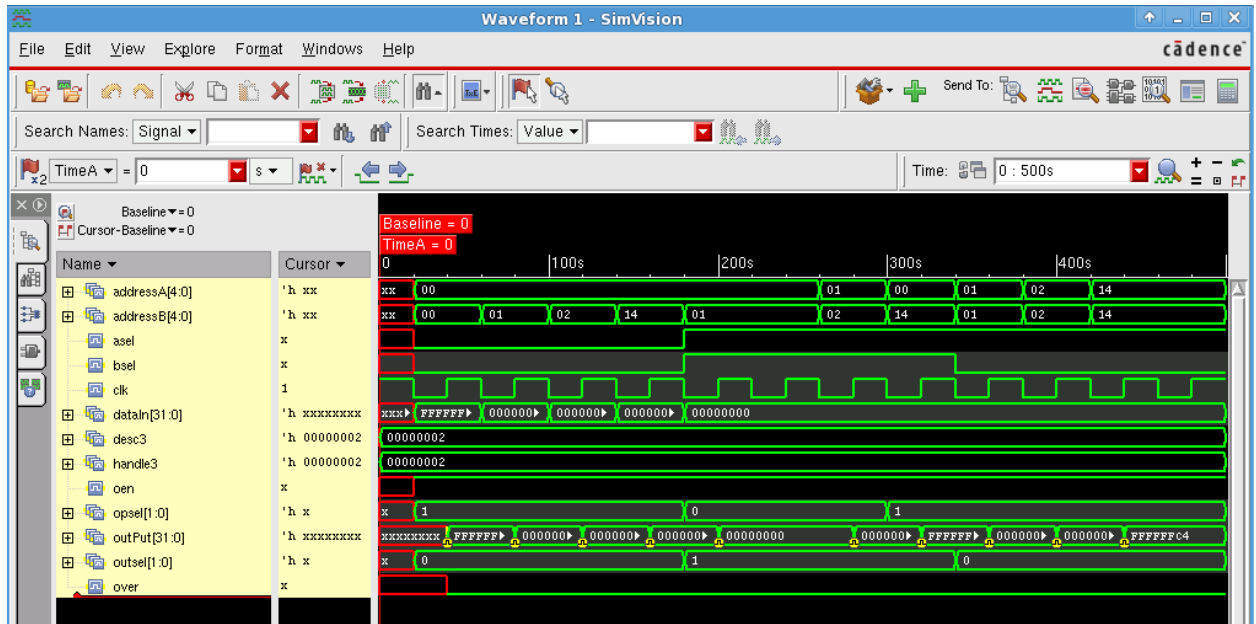 Waveform 1 - SimVision
File Edit View Explore Format Windows Help cādence
Send To:
Search Names: Signal Search Times: Value
x2 TimeA = 0 s Time: 0 : 500s
Baseline = 0
Cursor-Baseline = 0
Baseline = 0
TimeA = 0
Name Cursor 0 100s 200s 300s 400s
addressA[4:0] 'h xx xx 00 01 00 01 02 14
addressB[4:0] 'h xx xx 00 01 02 14 01 02 14 01 02 14
asel x
bsel x
clk 1
dataIn[31:0] 'h xxxxxxxx xxx FFFFFF 000000 000000 000000 00000000
desc3 'h 00000002 00000002
handle3 'h 00000002 00000002
oen x
opsel[1:0] 'h x x 1 0 1
outPut[31:0] 'h xxxxxxxx xxxxxxxx FFFFFF 000000 000000 000000 00000000 000000 FFFFFF 000000 000000 FFFFFFc4
outsel[1:0] 'h x x 0 1 0
over x